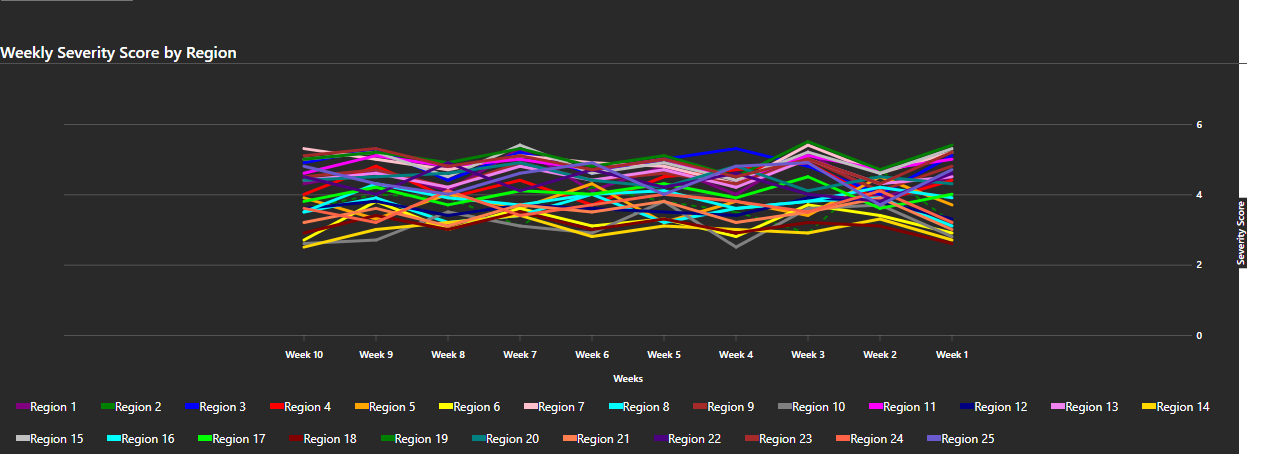 Weekly Severity Score by Region
6
4
2
0
Severity Score
Week 10 Week 9 Week 8 Week 7 Week 6 Week 5 Week 4 Week 3 Week 2 Week 1
Weeks
Region 1 Region 2 Region 3 Region 4 Region 5 Region 6 Region 7 Region 8 Region 9 Region 10 Region 11 Region 12 Region 13 Region 14
Region 15 Region 16 Region 17 Region 18 Region 19 Region 20 Region 21 Region 22 Region 23 Region 24 Region 25